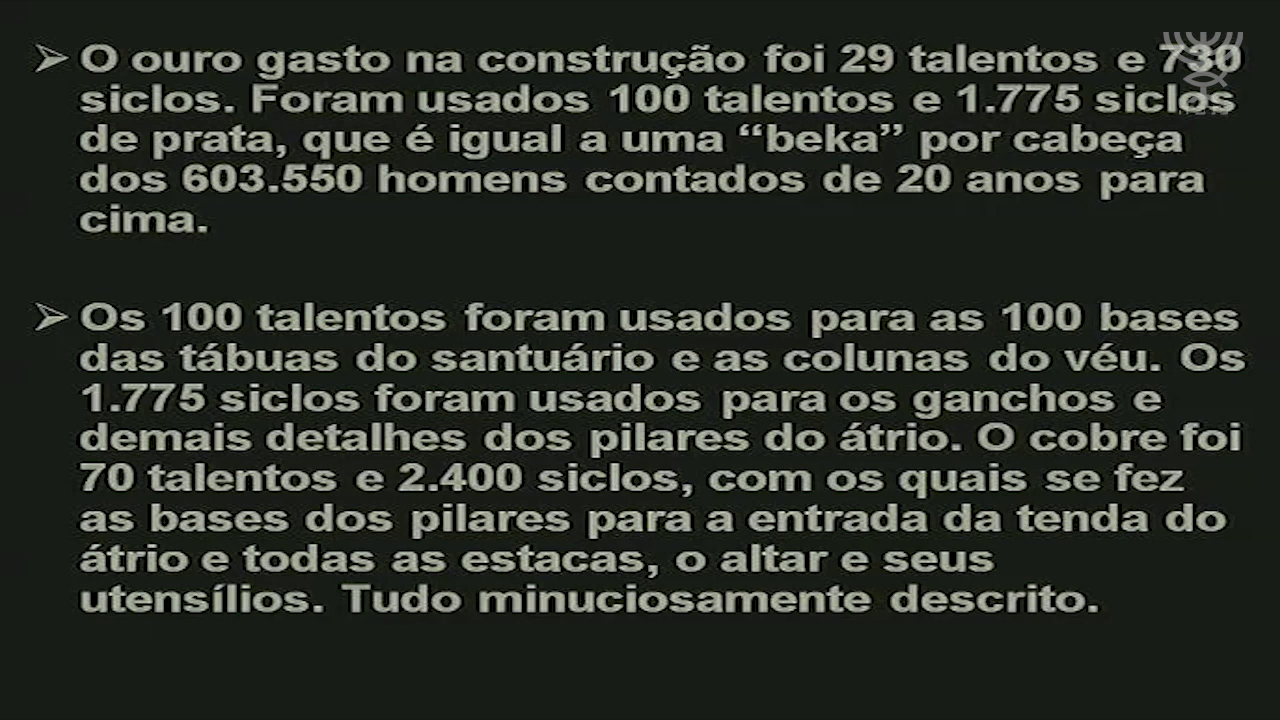 ➢ O ouro gasto na construção foi 29 talentos e 730
siclos. Foram usados 100 talentos e 1.775 siclos
de prata, que é igual a uma “beka” por cabeça
dos 603.550 homens contados de 20 anos para
cima.
➢ Os 100 talentos foram usados para as 100 bases
das tábuas do santuário e as colunas do véu. Os
1.775 siclos foram usados para os ganchos e
demais detalhes dos pilares do átrio. O cobre foi
70 talentos e 2.400 siclos, com os quais se fez
as bases dos pilares para a entrada da tenda do
átrio e todas as estacas, o altar e seus
utensílios. Tudo minuciosamente descrito.